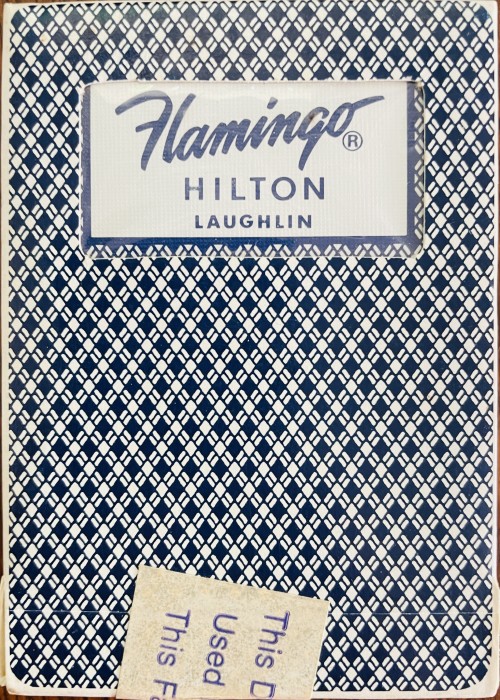 Flamingo®
HILTON
LAUGHLIN
This D
Used
This F